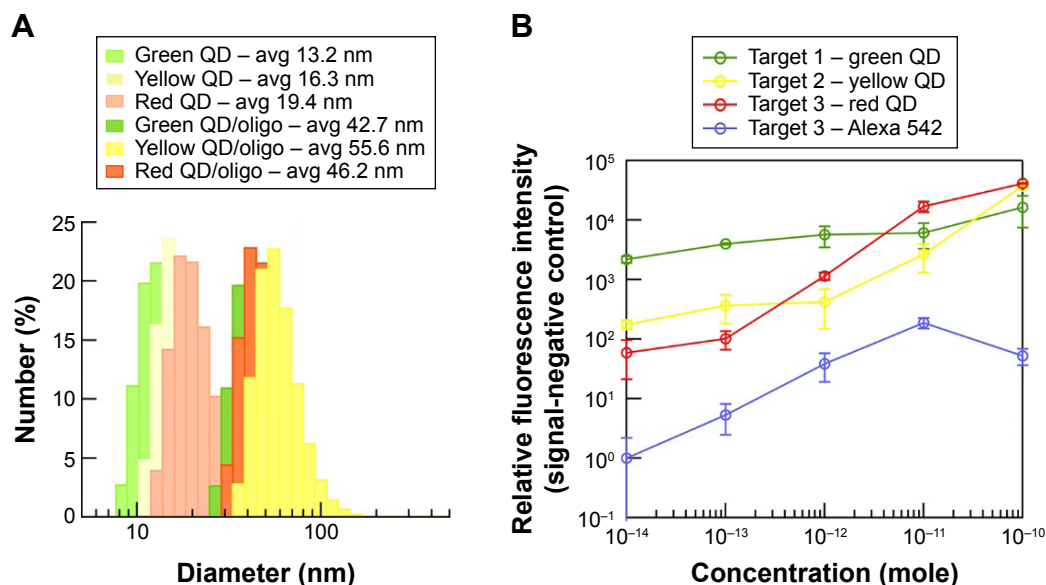 A
Green QD – avg 13.2 nm
Yellow QD – avg 16.3 nm
Red QD – avg 19.4 nm
Green QD/oligo – avg 42.7 nm
Yellow QD/oligo – avg 55.6 nm
Red QD/oligo – avg 46.2 nm
Number (%)
25
20
15
10
5
0
10
100
Diameter (nm)
B
Target 1 – green QD
Target 2 – yellow QD
Target 3 – red QD
Target 3 – Alexa 542
Relative fluorescence intensity
(signal-negative control)
10⁵
10⁴
10³
10²
10¹
10⁰
10⁻¹
10⁻¹⁴
10⁻¹³
10⁻¹²
10⁻¹¹
10⁻¹⁰
Concentration (mole)